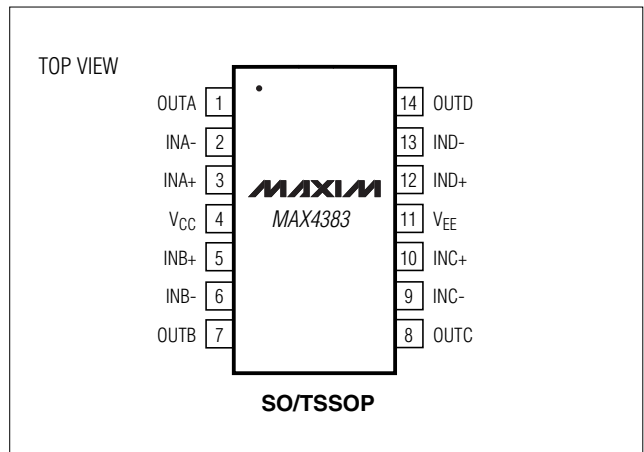 TOP VIEW
OUTA 1 14 OUTD
INA- 2 13 IND-
INA+ 3 12 IND+
MAXIM
VCC 4 MAX4383 11 VEE
INB+ 5 10 INC+
INB- 6 9 INC-
OUTB 7 8 OUTC
SO/TSSOP